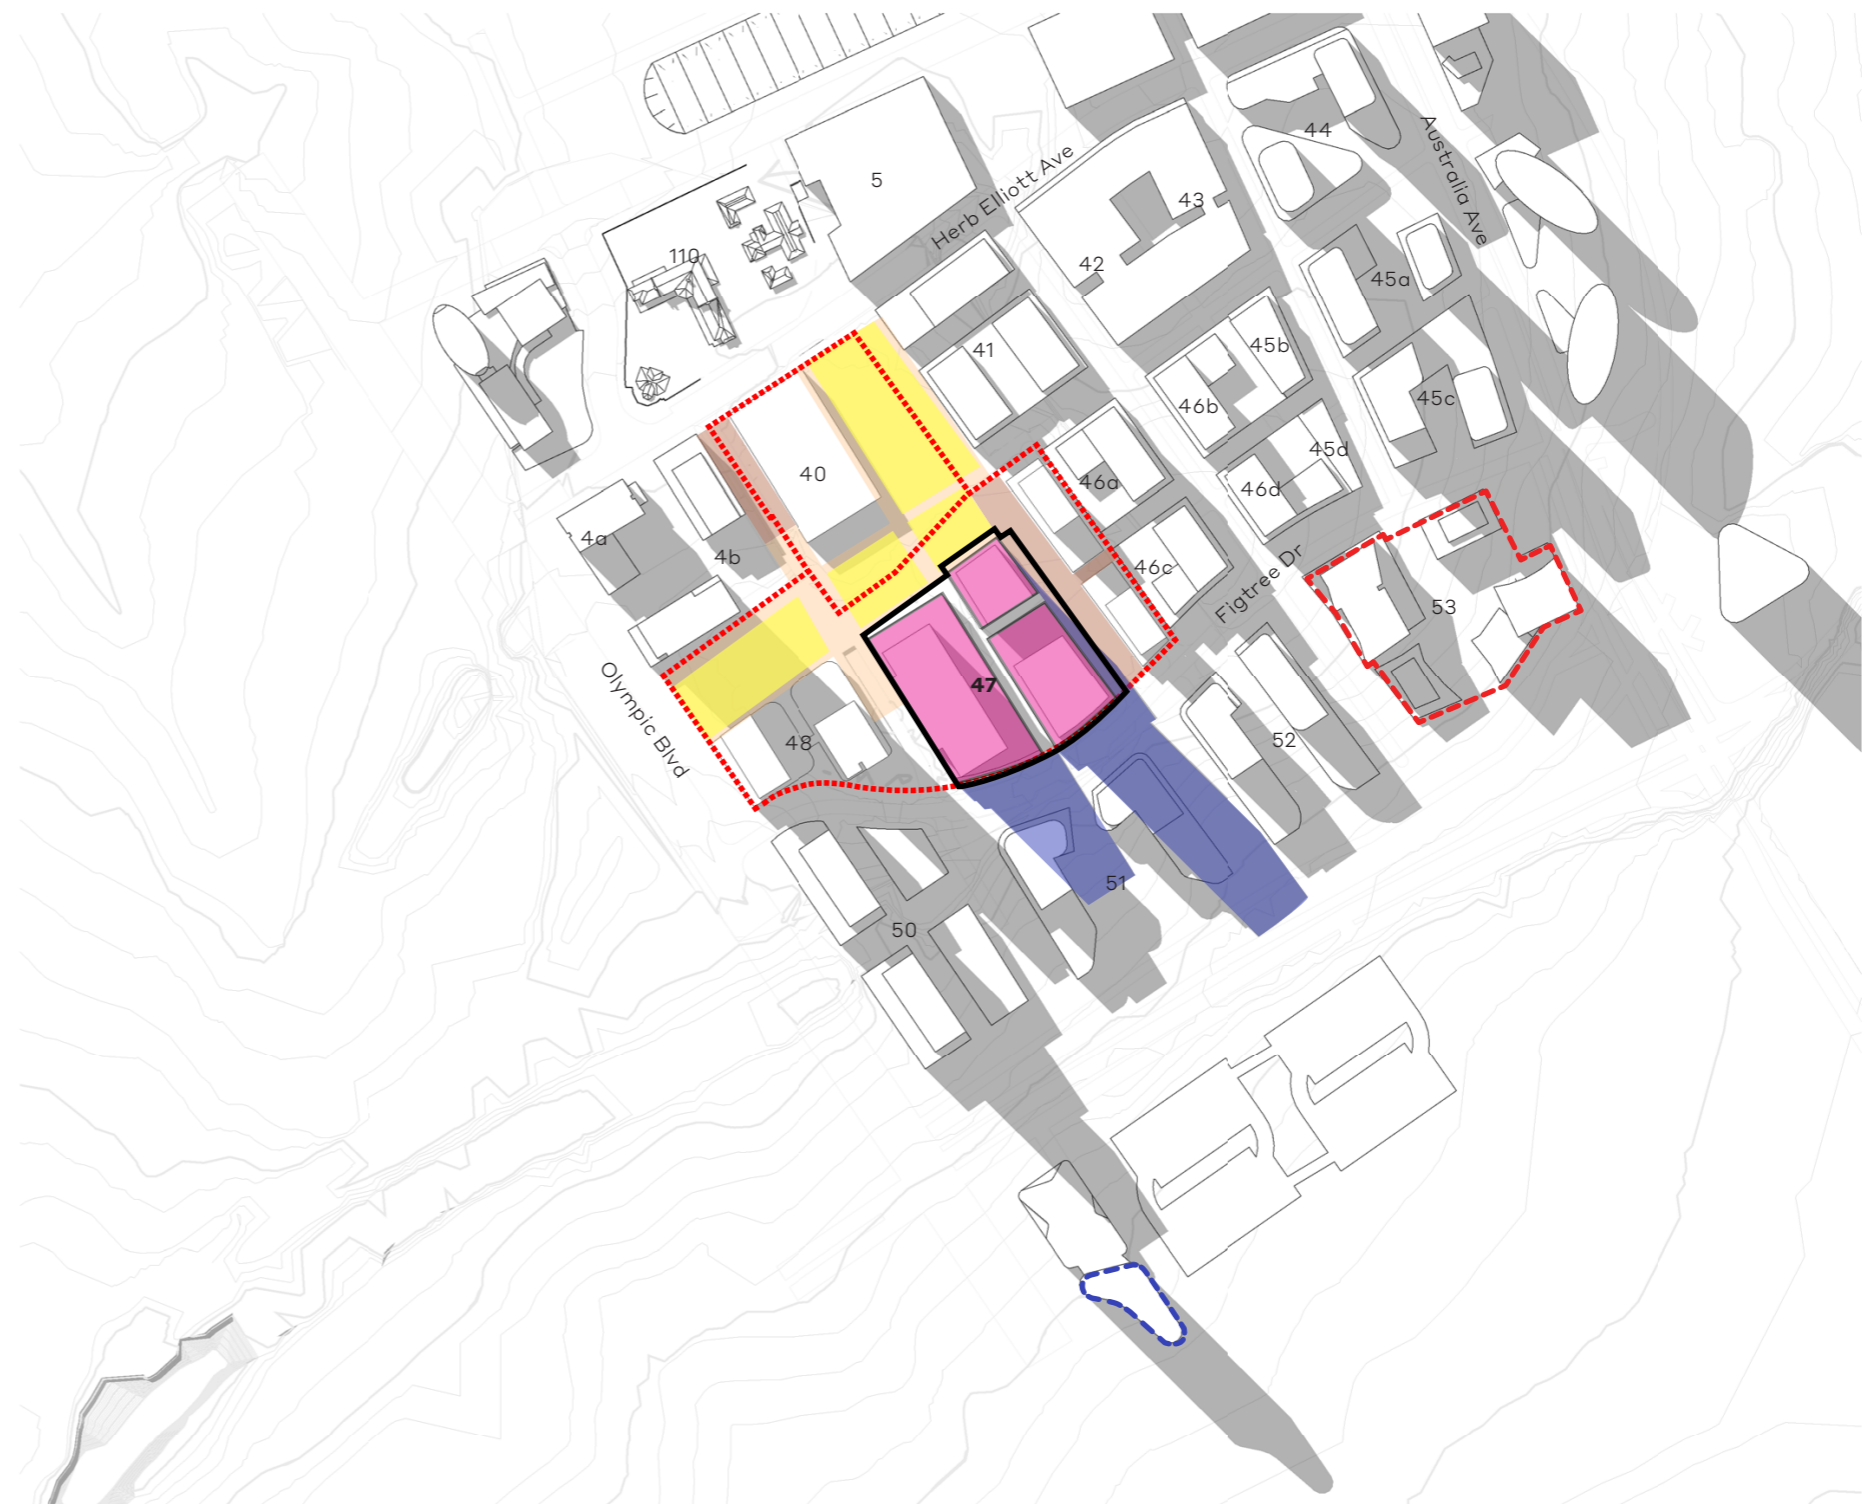 44
Australia Ave
5
Herb Elliott Ave
43
110
42
45a
41
45b
45c
46b
45d
40
46a
46d
4a
4b
46c
Figtree Dr
53
Olympic Blvd
47
48
52
51
50